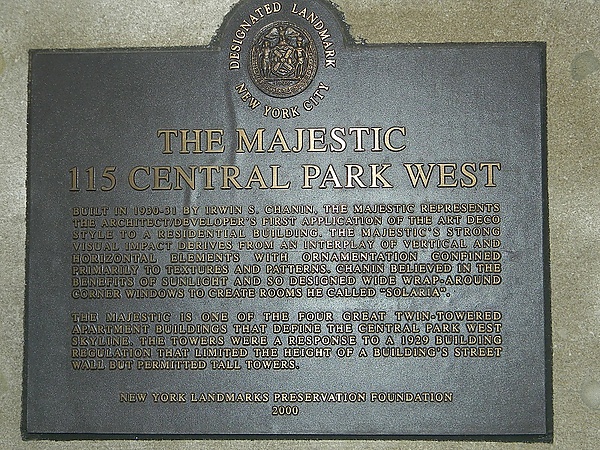 DESIGNATED LANDMARK
NEW YORK CITY
THE MAJESTIC
115 CENTRAL PARK WEST
BUILT IN 1930-31 BY IRWIN S. CHANIN, THE MAJESTIC REPRESENTS
THE ARCHITECT/DEVELOPER'S FIRST APPLICATION OF THE ART DECO
STYLE TO A RESIDENTIAL BUILDING. THE MAJESTIC'S STRONG
VISUAL IMPACT DERIVES FROM AN INTERPLAY OF VERTICAL AND
HORIZONTAL ELEMENTS WITH ORNAMENTATION CONFINED
PRIMARILY TO TEXTURES AND PATTERNS. CHANIN BELIEVED IN THE
BENEFITS OF SUNLIGHT AND SO DESIGNED WIDE WRAP-AROUND
CORNER WINDOWS TO CREATE ROOMS HE CALLED "SOLARIA".
THE MAJESTIC IS ONE OF THE FOUR GREAT TWIN-TOWERED
APARTMENT BUILDINGS THAT DEFINE THE CENTRAL PARK WEST
SKYLINE. THE TOWERS WERE A RESPONSE TO A 1929 BUILDING
REGULATION THAT LIMITED THE HEIGHT OF A BUILDING'S STREET
WALL BUT PERMITTED TALL TOWERS.
NEW YORK LANDMARKS PRESERVATION FOUNDATION
2000